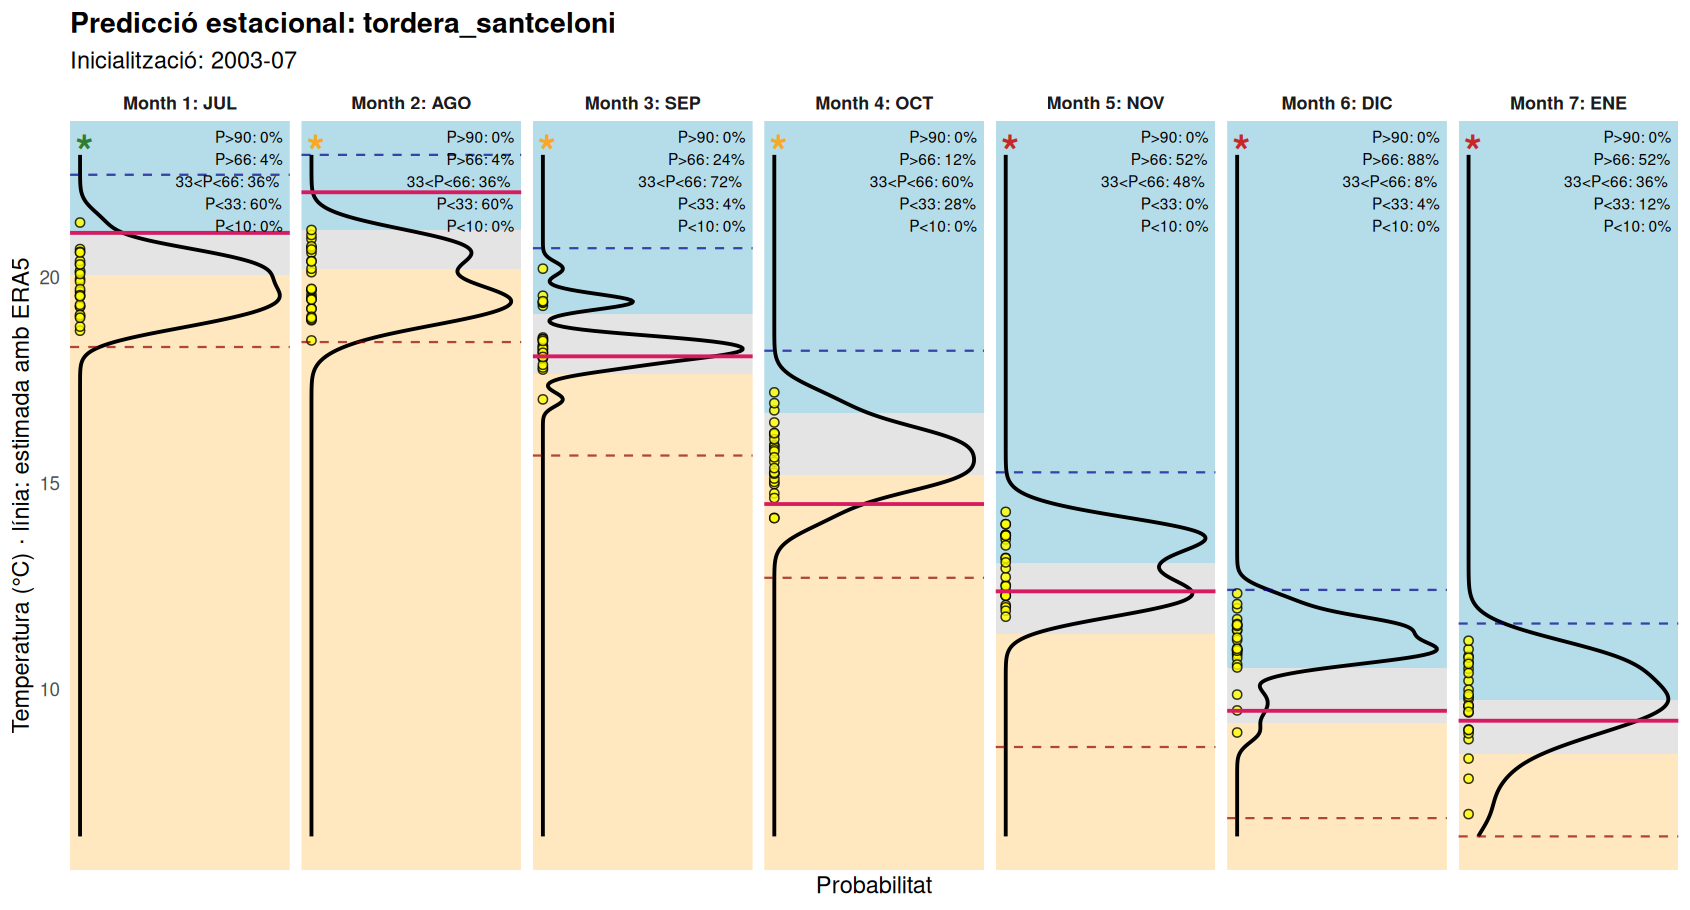 Predicció estacional: tordera_santceloni
Inicialització: 2003-07
Month 1: JUL
Month 2: AGO
Month 3: SEP
Month 4: OCT
Month 5: NOV
Month 6: DIC
Month 7: ENE
*
P>90: 0%
P>66: 4%
33<P<66: 36%
P<33: 60%
P<10: 0%
*
P>90: 0%
P>66: 4%
33<P<66: 36%
P<33: 60%
P<10: 0%
*
P>90: 0%
P>66: 24%
33<P<66: 72%
P<33: 4%
P<10: 0%
*
P>90: 0%
P>66: 12%
33<P<66: 60%
P<33: 28%
P<10: 0%
*
P>90: 0%
P>66: 52%
33<P<66: 48%
P<33: 0%
P<10: 0%
*
P>90: 0%
P>66: 88%
33<P<66: 8%
P<33: 4%
P<10: 0%
*
P>90: 0%
P>66: 52%
33<P<66: 36%
P<33: 12%
P<10: 0%
20
15
10
Temperatura (°C) · línia: estimada amb ERA5
Probabilitat